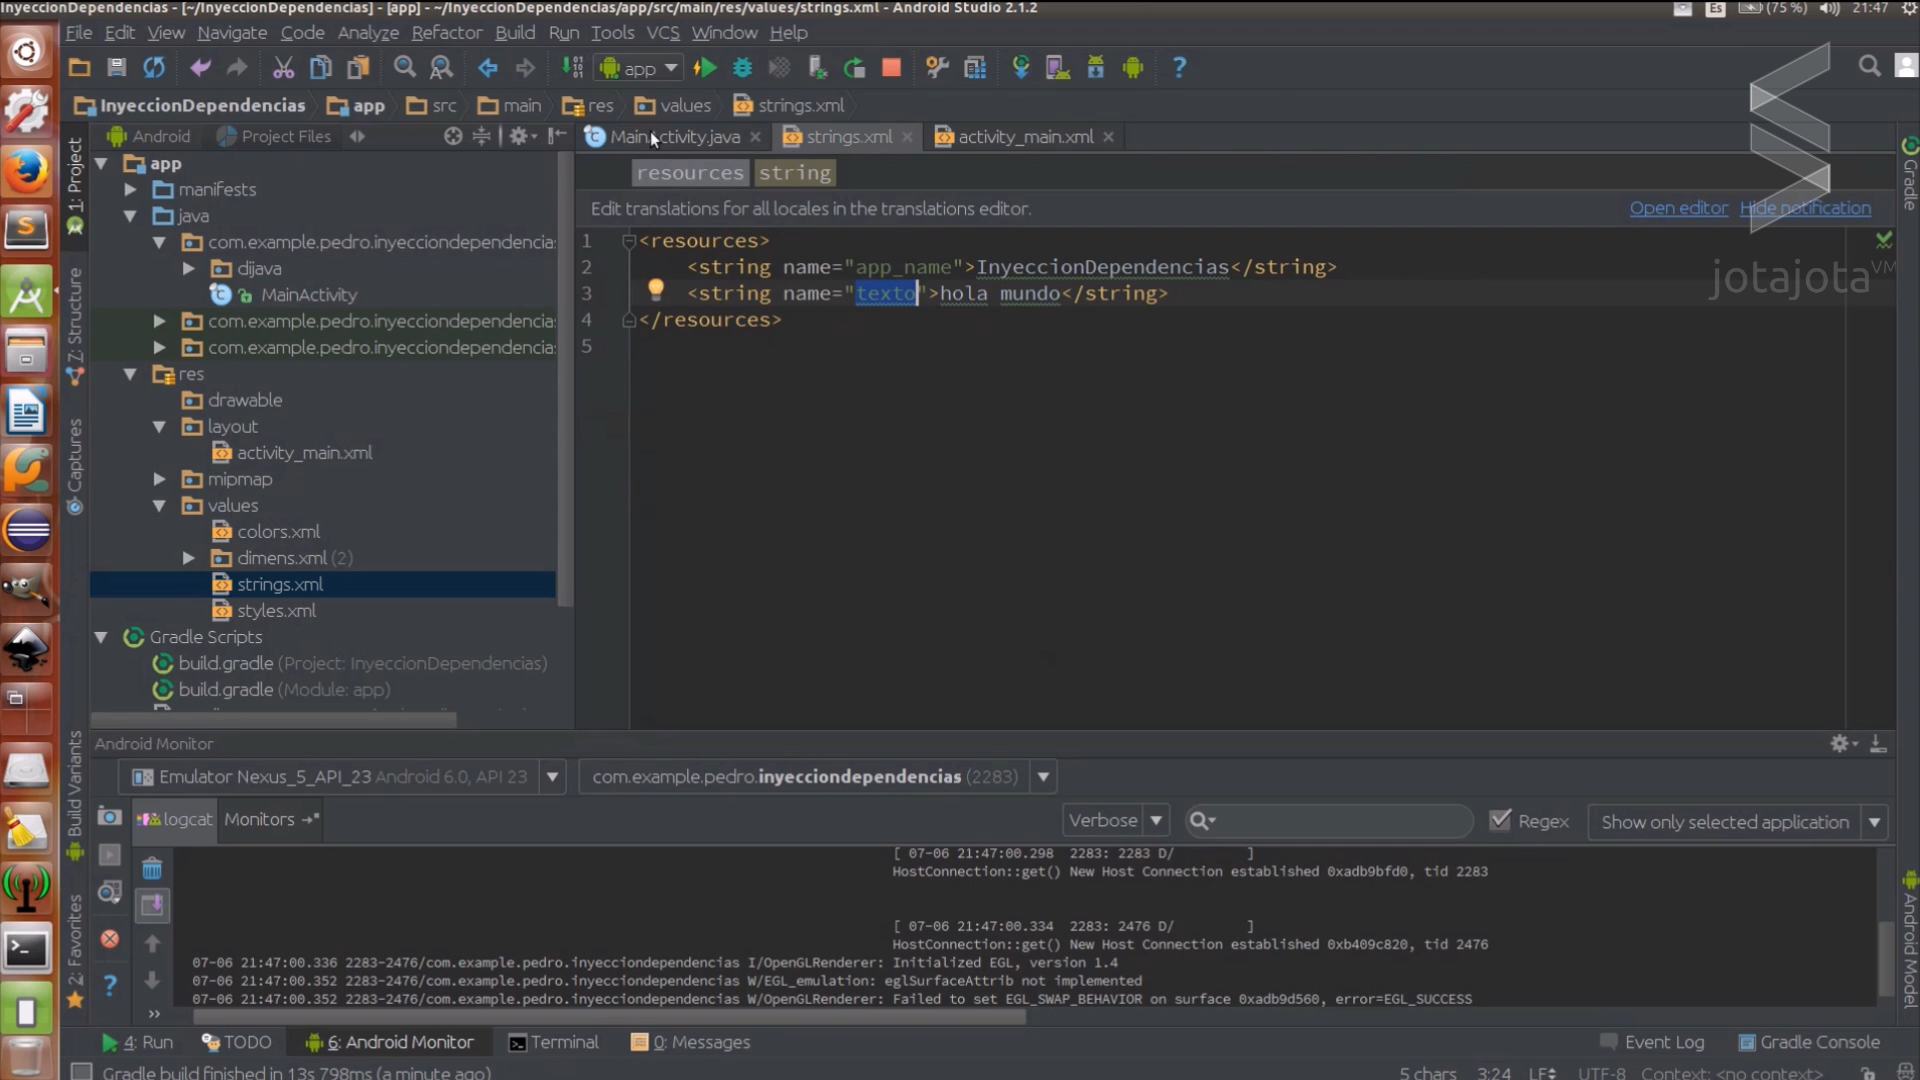 InyeccionDependencias - [~/InyeccionDependencias] - [app] - ~/InyeccionDependencias/app/src/main/res/values/strings.xml - Android Studio 2.1.2
Es (75 %) 21:47
File Edit View Navigate Code Analyze Refactor Build Run Tools VCS Window Help
app
InyeccionDependencias app src main res values strings.xml
Android Project Files
MainActivity.java strings.xml activity_main.xml
resources string
Edit translations for all locales in the translations editor. Open editor Hide notification
1 <resources>
2 <string name="app_name">InyeccionDependencias</string>
3 <string name="texto">hola mundo</string>
4 </resources>
5
jotajotaVM
app
manifests
java
com.example.pedro.inyecciondependencias
dijava
MainActivity
com.example.pedro.inyecciondependencia
com.example.pedro.inyecciondependencia
res
drawable
layout
activity_main.xml
mipmap
values
colors.xml
dimens.xml (2)
strings.xml
styles.xml
Gradle Scripts
build.gradle (Project: InyeccionDependencias)
build.gradle (Module: app)
1: Project
Z: Structure
Captures
Build Variants
2: Favorites
Gradle
Android Model
Android Monitor
Emulator Nexus_5_API_23 Android 6.0, API 23
com.example.pedro.inyecciondependencias (2283)
logcat Monitors
Verbose Regex Show only selected application
[ 07-06 21:47:00.298 2283: 2283 D/ ]
HostConnection::get() New Host Connection established 0xadb9bfd0, tid 2283
[ 07-06 21:47:00.334 2283: 2476 D/ ]
HostConnection::get() New Host Connection established 0xb409c820, tid 2476
07-06 21:47:00.336 2283-2476/com.example.pedro.inyecciondependencias I/OpenGLRenderer: Initialized EGL, version 1.4
07-06 21:47:00.352 2283-2476/com.example.pedro.inyecciondependencias W/EGL_emulation: eglSurfaceAttrib not implemented
07-06 21:47:00.352 2283-2476/com.example.pedro.inyecciondependencias W/OpenGLRenderer: Failed to set EGL_SWAP_BEHAVIOR on surface 0xadb9d560, error=EGL_SUCCESS
4: Run TODO 6: Android Monitor Terminal 0: Messages Event Log Gradle Console
Gradle build finished in 13s 798ms (a minute ago) 5 chars 3:24 LF UTF-8 Context: <no context>